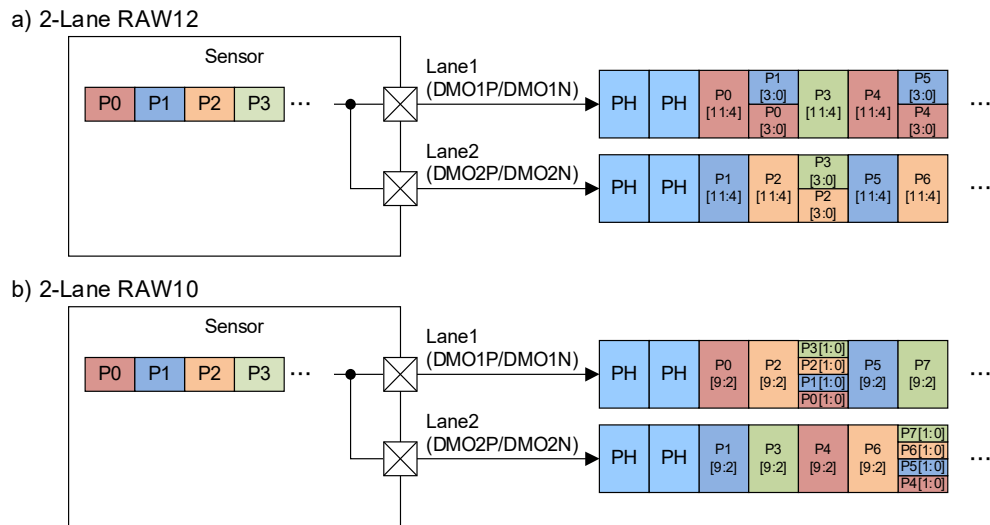 a) 2-Lane RAW12
Sensor
P0 P1 P2 P3 ...
Lane1
(DMO1P/DMO1N)
PH PH P0 [11:4] P1 [3:0] P0 [3:0] P3 [11:4] P4 [11:4] P5 [3:0] P4 [3:0] ...
Lane2
(DMO2P/DMO2N)
PH PH P1 [11:4] P2 [11:4] P3 [3:0] P2 [3:0] P5 [11:4] P6 [11:4] ...
b) 2-Lane RAW10
Sensor
P0 P1 P2 P3 ...
Lane1
(DMO1P/DMO1N)
PH PH P0 [9:2] P2 [9:2] P3[1:0] P2[1:0] P1[1:0] P0[1:0] P5 [9:2] P7 [9:2] ...
Lane2
(DMO2P/DMO2N)
PH PH P1 [9:2] P3 [9:2] P4 [9:2] P6 [9:2] P7[1:0] P6[1:0] P5[1:0] P4[1:0] ...